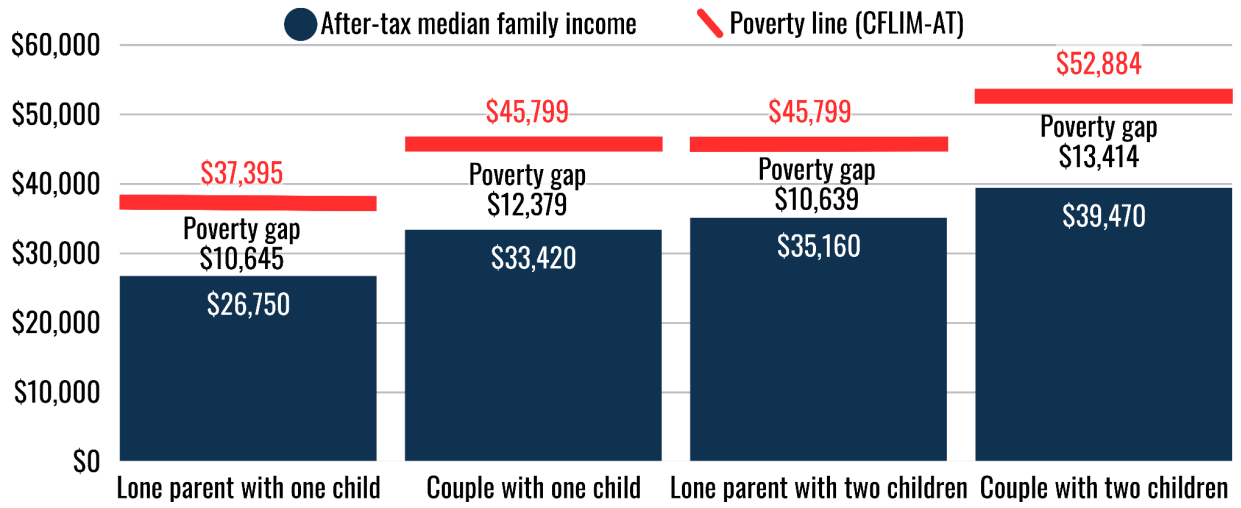 After-tax median family income
Poverty line (CFLIM-AT)
$60,000
$50,000
$40,000
$30,000
$20,000
$10,000
$0
$37,395
Poverty gap
$10,645
$26,750
$45,799
Poverty gap
$12,379
$33,420
$45,799
Poverty gap
$10,639
$35,160
$52,884
Poverty gap
$13,414
$39,470
Lone parent with one child
Couple with one child
Lone parent with two children
Couple with two children